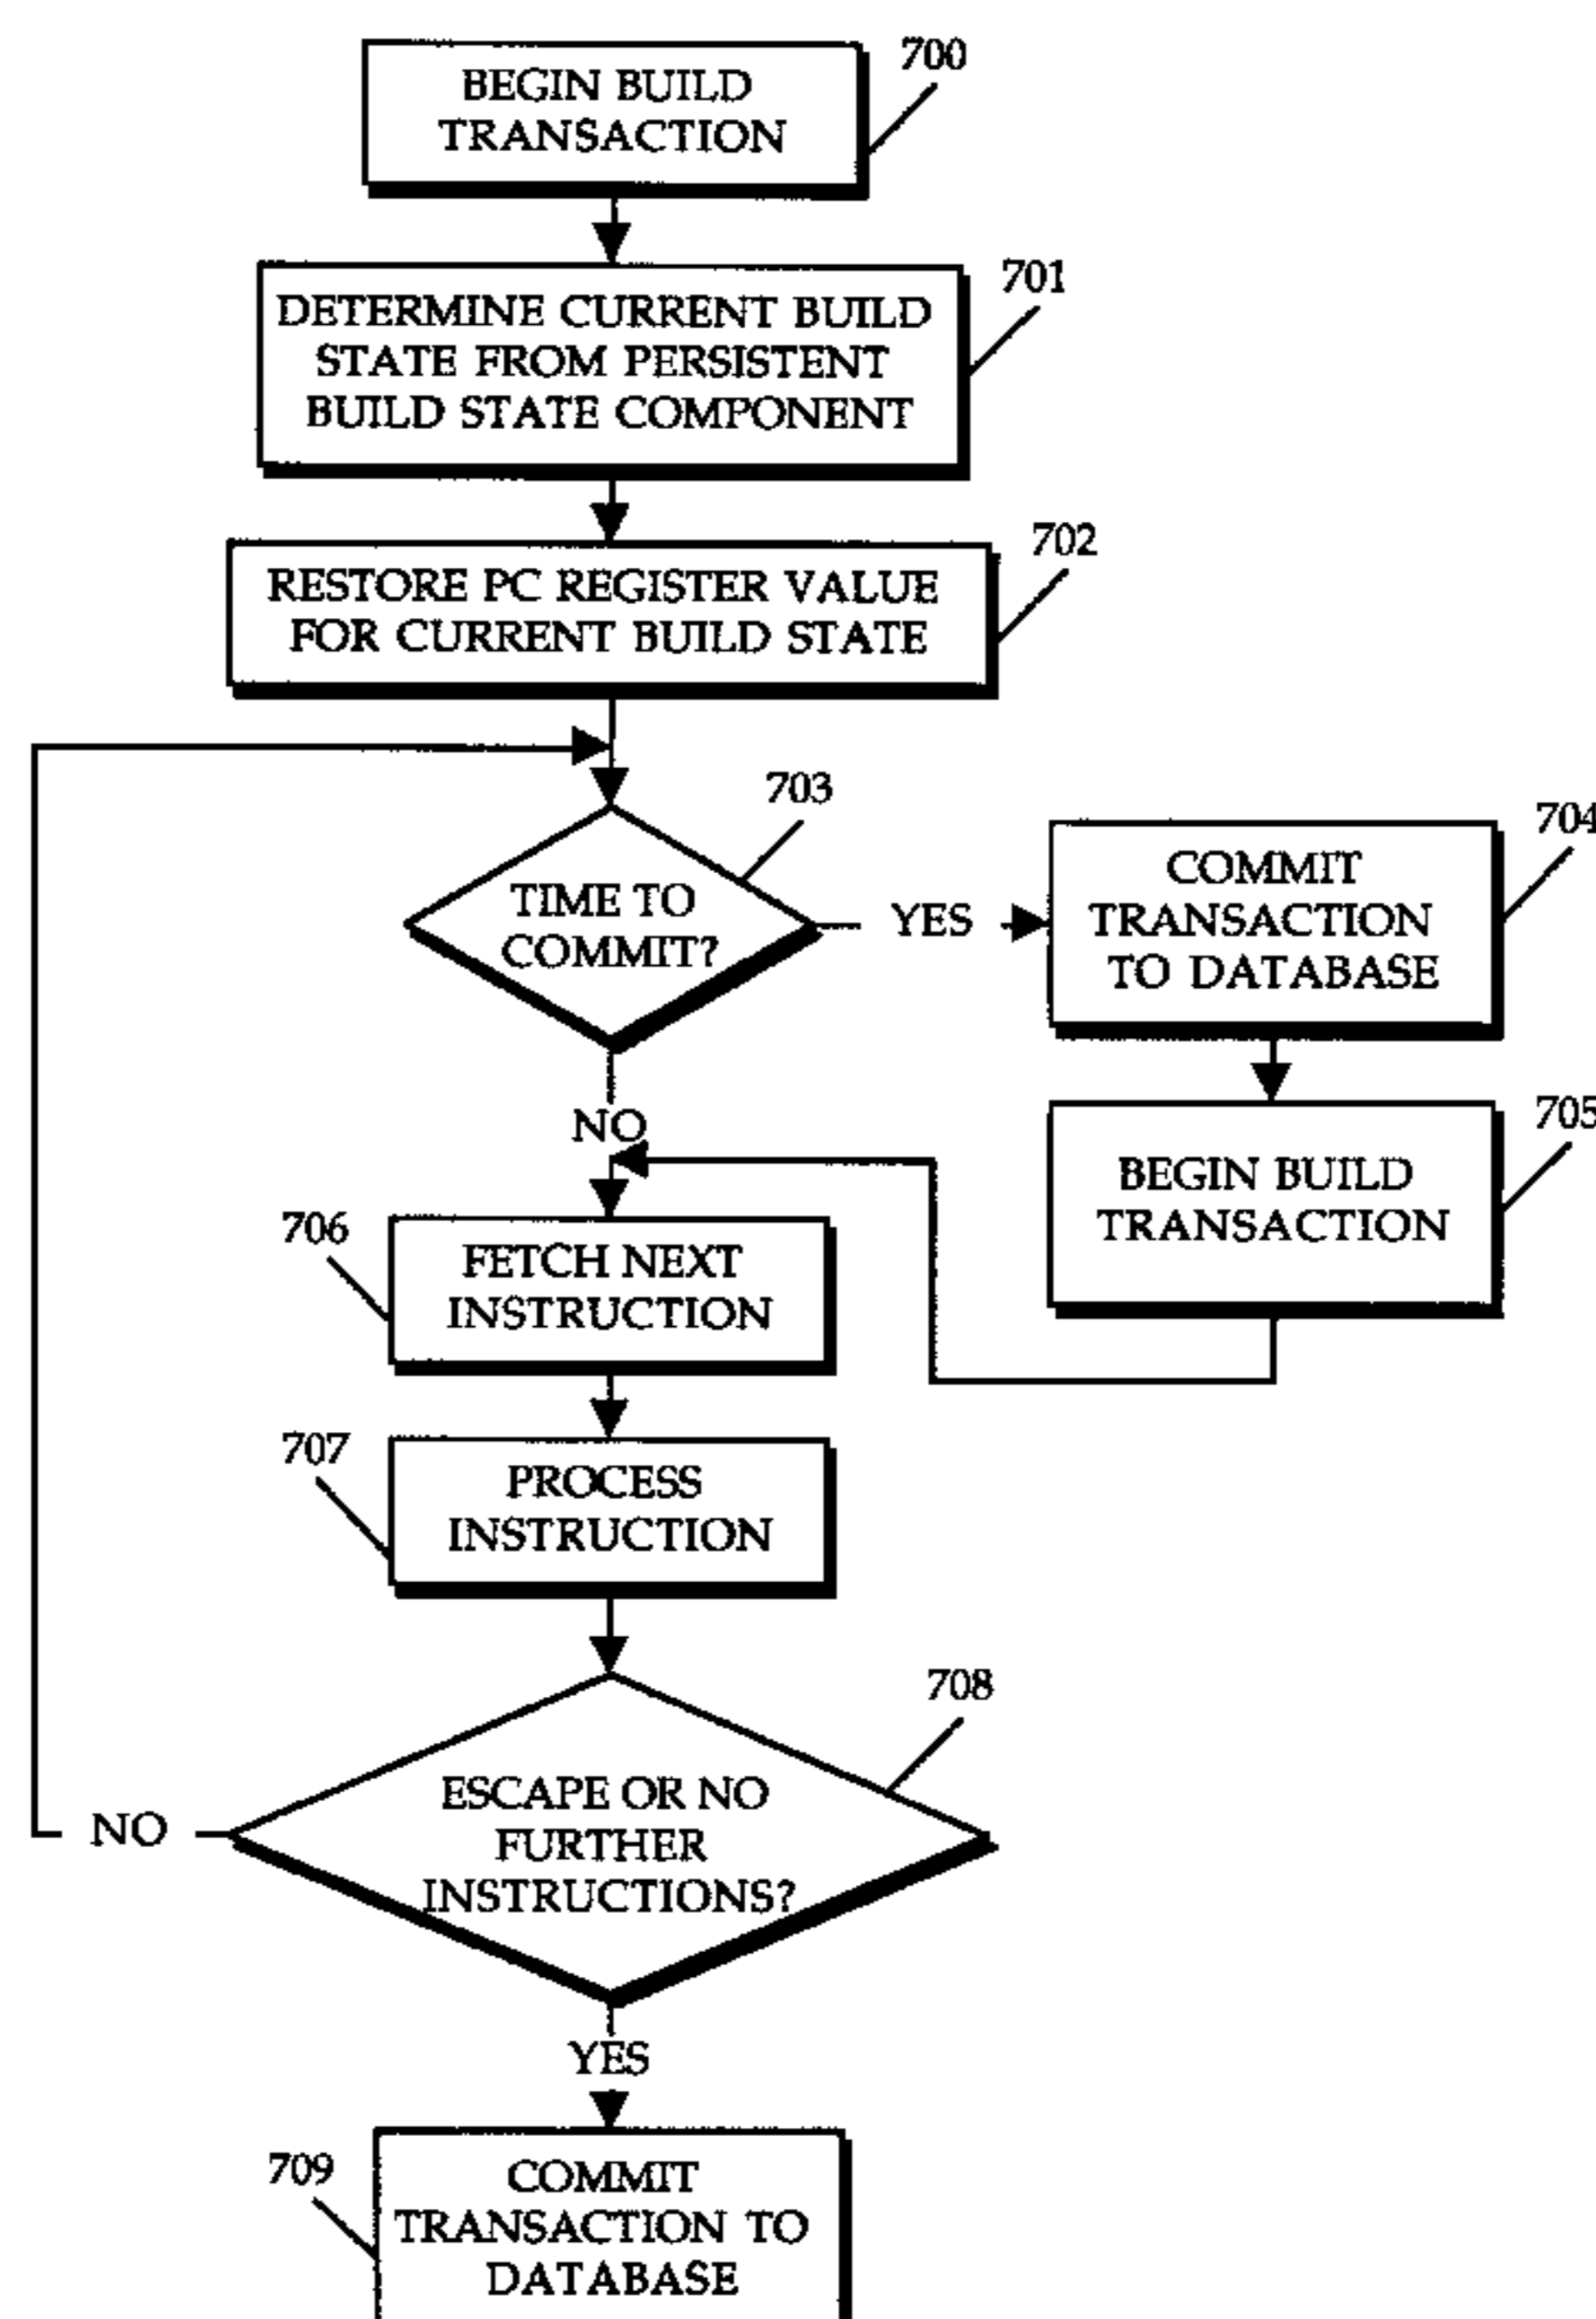 700
BEGIN BUILD
TRANSACTION
701
DETERMINE CURRENT BUILD
STATE FROM PERSISTENT
BUILD STATE COMPONENT
702
RESTORE PC REGISTER VALUE
FOR CURRENT BUILD STATE
703
TIME TO
COMMIT?
YES
704
COMMIT
TRANSACTION
TO DATABASE
NO
705
BEGIN BUILD
TRANSACTION
706
FETCH NEXT
INSTRUCTION
707
PROCESS
INSTRUCTION
708
ESCAPE OR NO
FURTHER
INSTRUCTIONS?
NO
YES
709
COMMIT
TRANSACTION TO
DATABASE